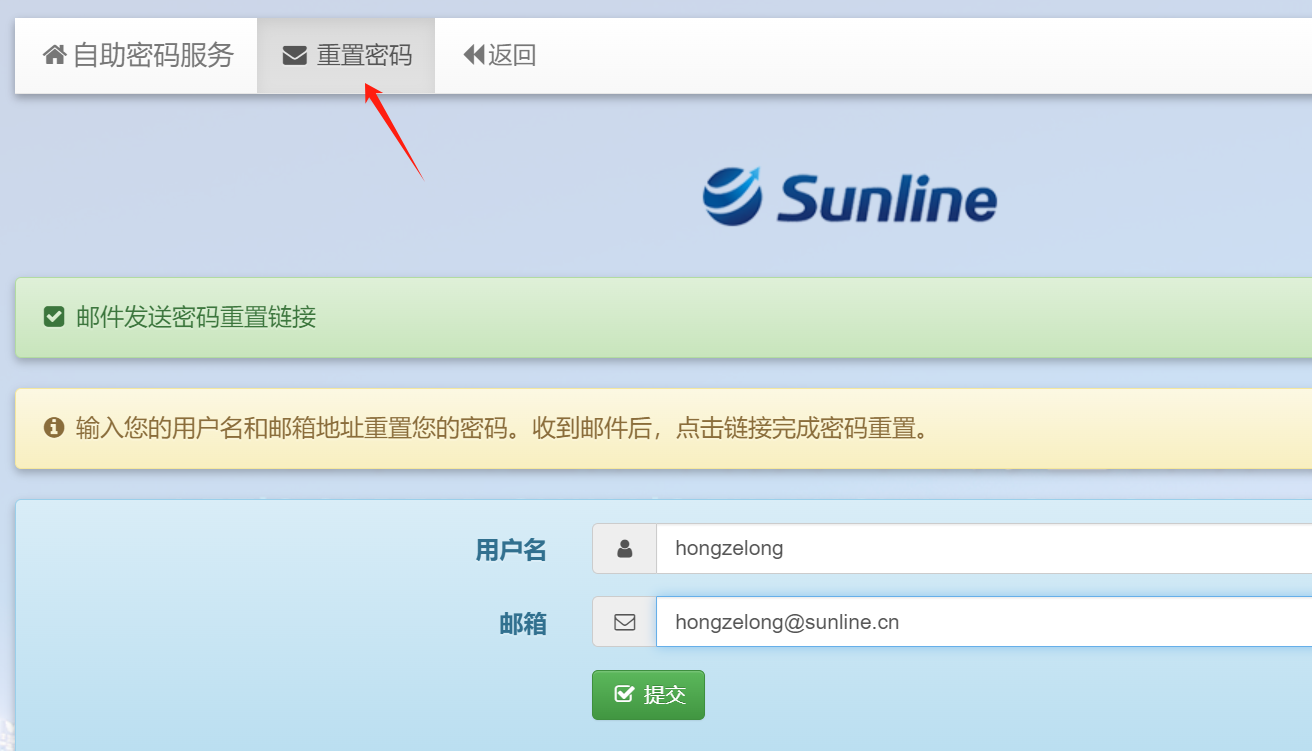 自助密码服务 重置密码 返回
Sunline
邮件发送密码重置链接
输入您的用户名和邮箱地址重置您的密码。收到邮件后，点击链接完成密码重置。
用户名 hongzelong
邮箱 hongzelong@sunline.cn
提交